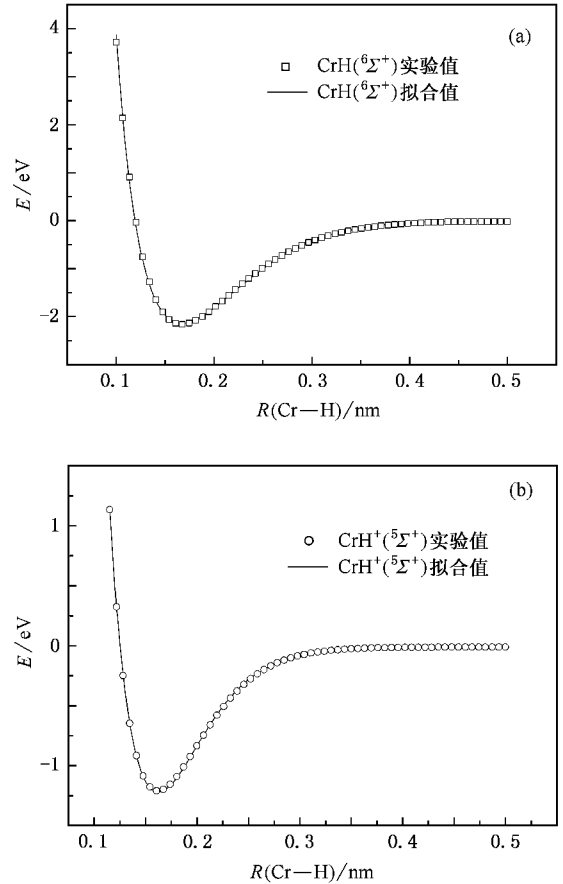 (a)
CrH(⁶Σ⁺)实验值
CrH(⁶Σ⁺)拟合值
E/eV
4
2
0
-2
0.1 0.2 0.3 0.4 0.5
R(Cr—H)/nm
(b)
CrH⁺(⁵Σ⁺)实验值
CrH⁺(⁵Σ⁺)拟合值
E/eV
1
0
-1
0.1 0.2 0.3 0.4 0.5
R(Cr—H)/nm